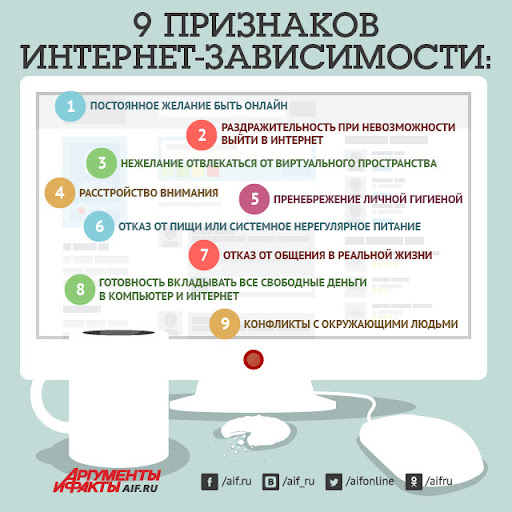 9 ПРИЗНАКОВ
ИНТЕРНЕТ-ЗАВИСИМОСТИ:
1 ПОСТОЯННОЕ ЖЕЛАНИЕ БЫТЬ ОНЛАЙН
2 РАЗДРАЖИТЕЛЬНОСТЬ ПРИ НЕВОЗМОЖНОСТИ
ВЫЙТИ В ИНТЕРНЕТ
3 НЕЖЕЛАНИЕ ОТВЛЕКАТЬСЯ ОТ ВИРТУАЛЬНОГО ПРОСТРАНСТВА
4 РАССТРОЙСТВО ВНИМАНИЯ
5 ПРЕНЕБРЕЖЕНИЕ ЛИЧНОЙ ГИГИЕНОЙ
6 ОТКАЗ ОТ ПИЩИ ИЛИ СИСТЕМНОЕ НЕРЕГУЛЯРНОЕ ПИТАНИЕ
7 ОТКАЗ ОТ ОБЩЕНИЯ В РЕАЛЬНОЙ ЖИЗНИ
8 ГОТОВНОСТЬ ВКЛАДЫВАТЬ ВСЕ СВОБОДНЫЕ ДЕНЬГИ
В КОМПЬЮТЕР И ИНТЕРНЕТ
9 КОНФЛИКТЫ С ОКРУЖАЮЩИМИ ЛЮДЬМИ
АРГУМЕНТЫ
И ФАКТЫ AIF.RU
/aif.ru /aif_ru /aifonline /aifru